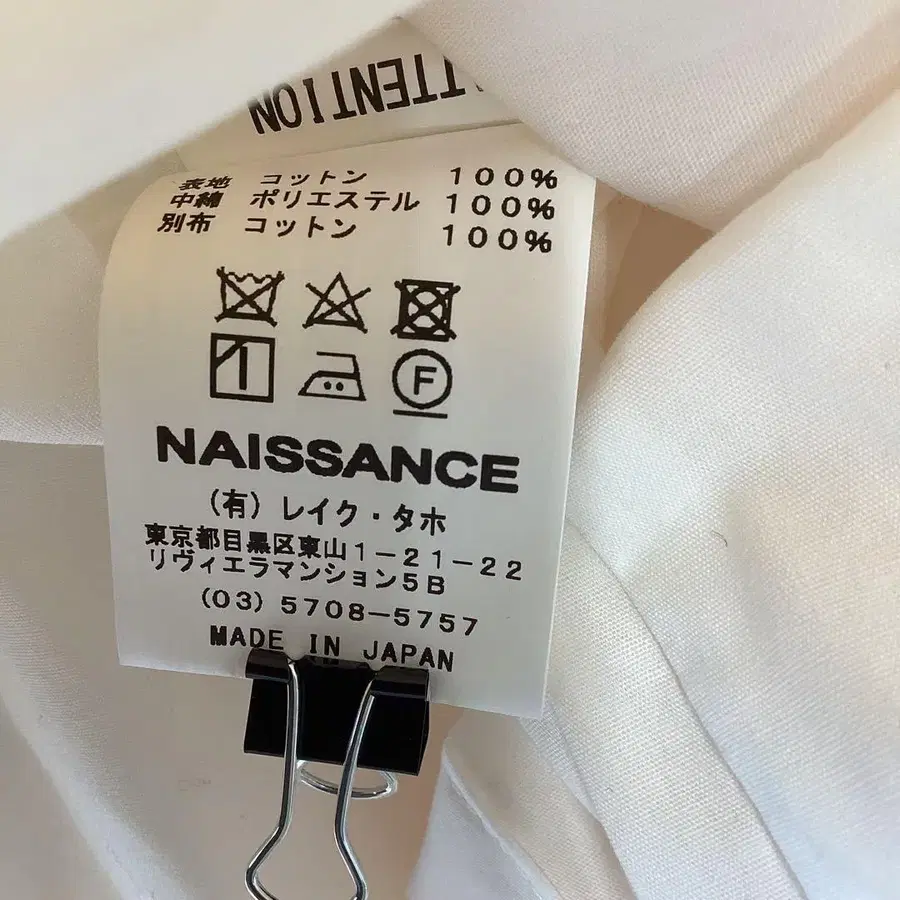 TTENTION
表地 コットン 100%
中綿 ポリエステル 100%
別布 コットン 100%
F
NAISSANCE
(有)レイク・タホ
東京都目黒区東山1-21-22
リヴィエラマンション5B
(03)5708-5757
MADE IN JAPAN